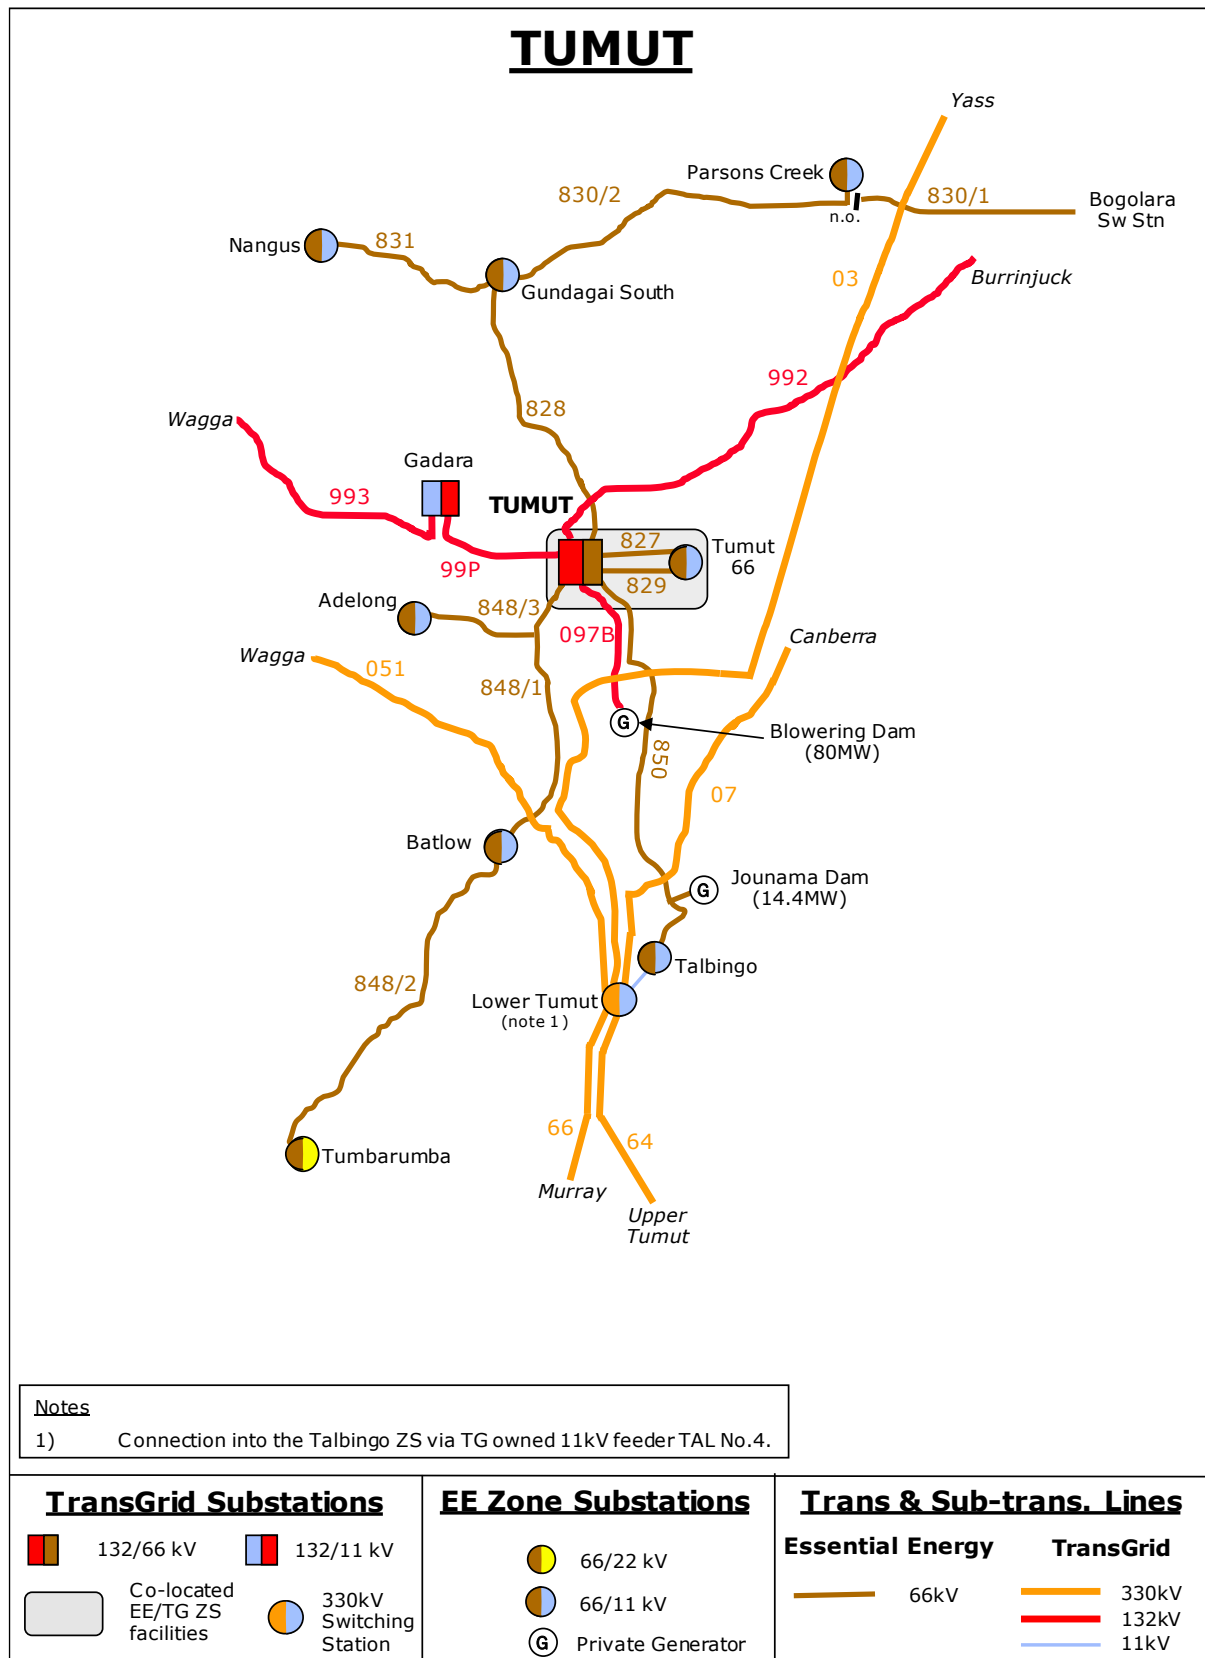 TUMUT
Yass
Parsons Creek
830/2
830/1
Bogolara
Sw Stn
n.o.
Nangus
831
Gundagai South
03
Burrinjuck
992
828
Wagga
Gadara
993
TUMUT
99P
827
829
Tumut
66
Adelong
848/3
097B
Canberra
Wagga
051
848/1
G
Blowering Dam
(80MW)
850
07
Batlow
G
Jounama Dam
(14.4MW)
Talbingo
848/2
Lower Tumut
(note 1)
66
64
Tumbarumba
Murray
Upper
Tumut
Notes
1) Connection into the Talbingo ZS via TG owned 11kV feeder TAL No.4.
TransGrid Substations
132/66 kV
132/11 kV
Co-located
EE/TG ZS
facilities
330kV
Switching
Station
EE Zone Substations
66/22 kV
66/11 kV
G Private Generator
Trans & Sub-trans. Lines
Essential Energy
TransGrid
66kV
330kV
132kV
11kV